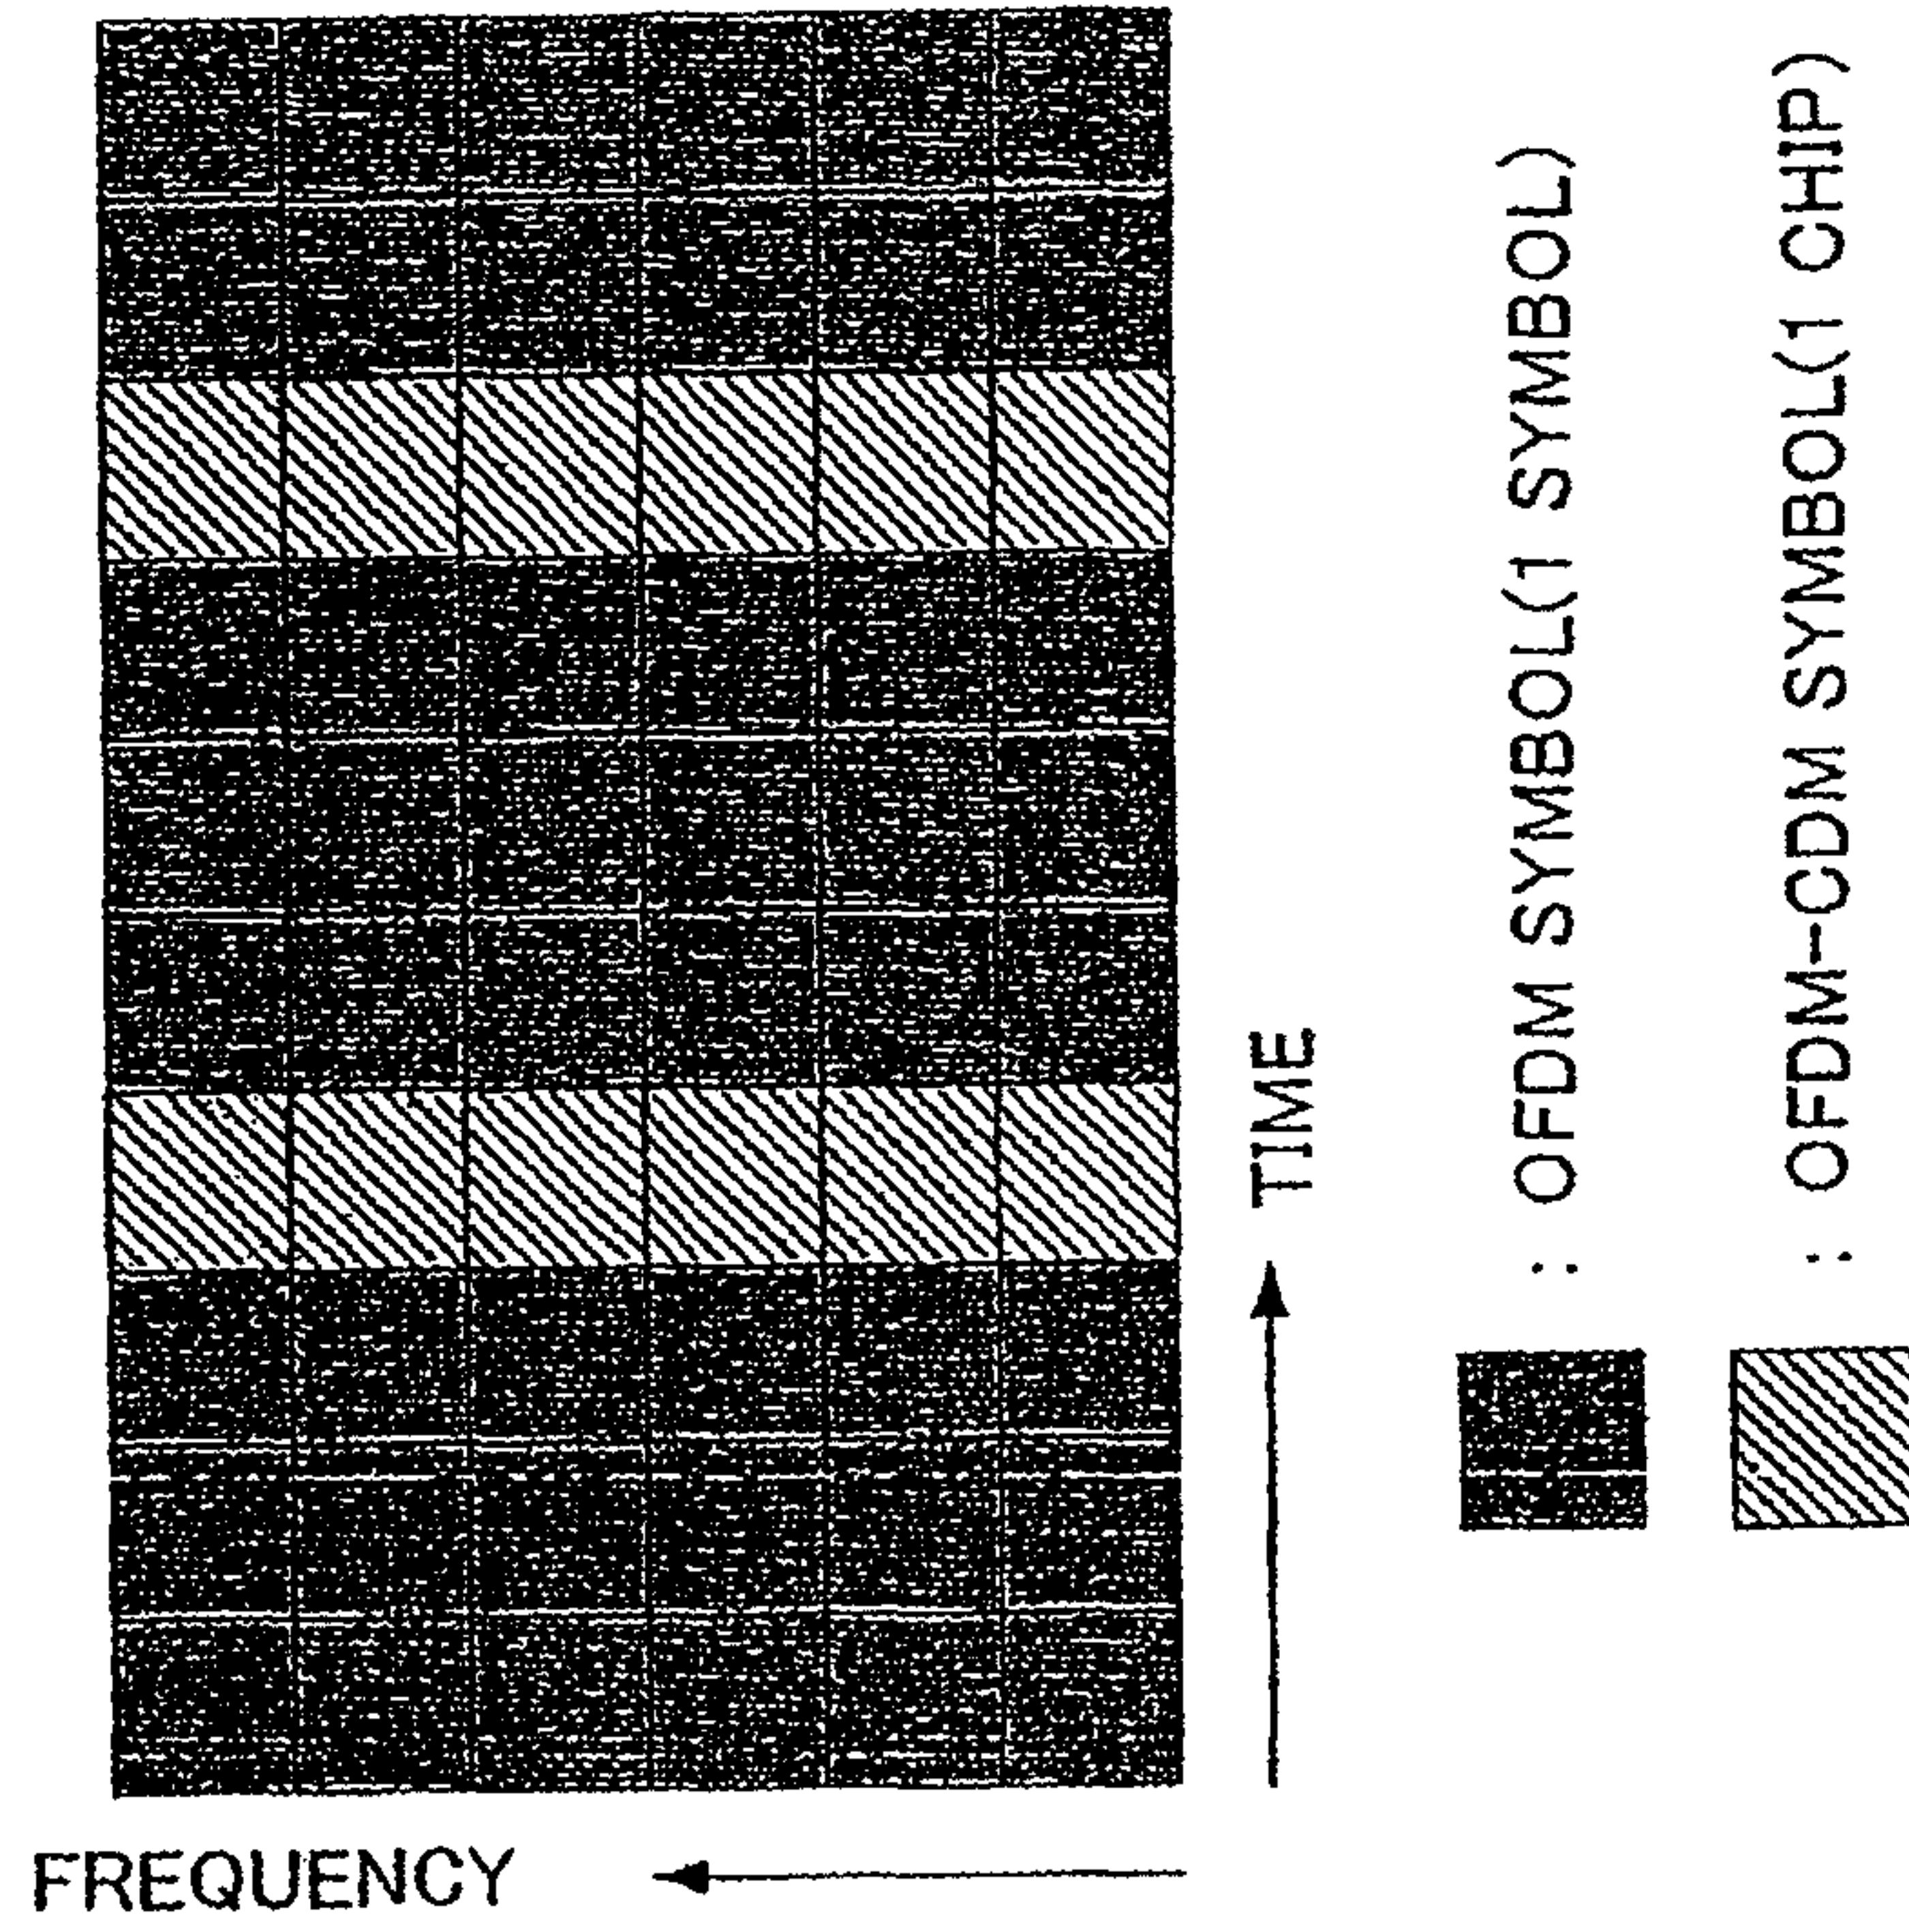 FREQUENCY
TIME
: OFDM SYMBOL(1 SYMBOL)
: OFDM-CDM SYMBOL(1 CHIP)